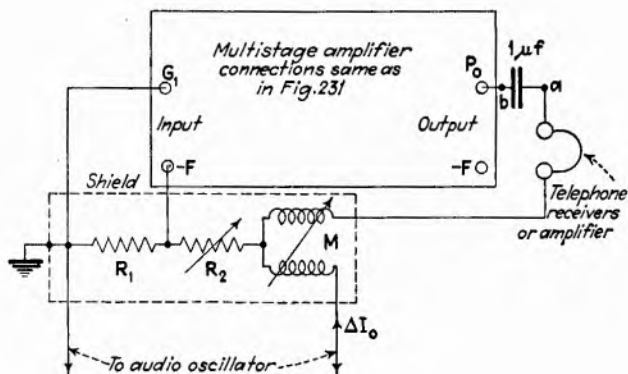 Multistage amplifier
connections same as
in Fig.231
G₁
P₀
1μf
b
a
Input
Output
-F
-F
Shield
Telephone
receivers
or amplifier
R₁
R₂
M
ΔI₀
To audio oscillator